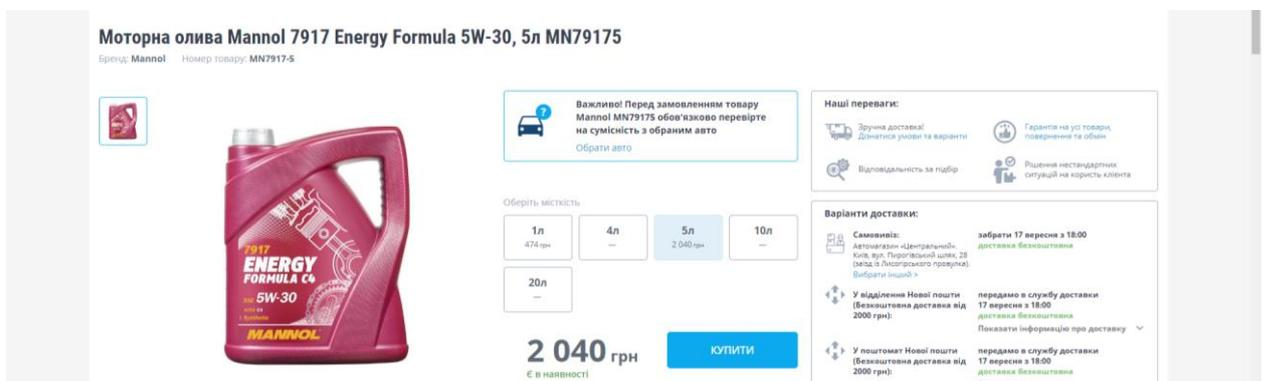 Моторна олива Mannol 7917 Energy Formula 5W-30, 5л MN79175
Бренд: Mannol Номер товару: MN7917-5
Важливо! Перед замовленням товару
Mannol MN79175 обов'язково перевірте
на сумісність з обраним авто
Обрати авто
Оберіть місткість
1л
474 грн
4л
—
5л
2 040 грн
10л
—
20л
—
2 040 грн
Є в наявності
КУПИТИ
7917
ENERGY
FORMULA C4
SAE 5W-30
MANNOL
Наші переваги:
Зручна доставка!
Дізнатися умови та варіанти
Гарантія на усі товари,
повернення та обмін
Відповідальність за підбір
Рішення нестандартних
ситуацій на користь клієнта
Варіанти доставки:
Самовивіз:
Автомагазин «Центральний».
Київ, вул. Пирогівський шлях, 28
(заїзд із Лисогірського провулка).
Вибрати інший >
забрати 17 вересня з 18:00
доставка безкоштовна
У відділення Нової пошти
(Безкоштовна доставка від
2000 грн):
передамо в службу доставки
17 вересня з 18:00
доставка безкоштовна
Показати інформацію про доставку
У поштомат Нової пошти
(Безкоштовна доставка від
2000 грн):
передамо в службу доставки
17 вересня з 18:00
доставка безкоштовна